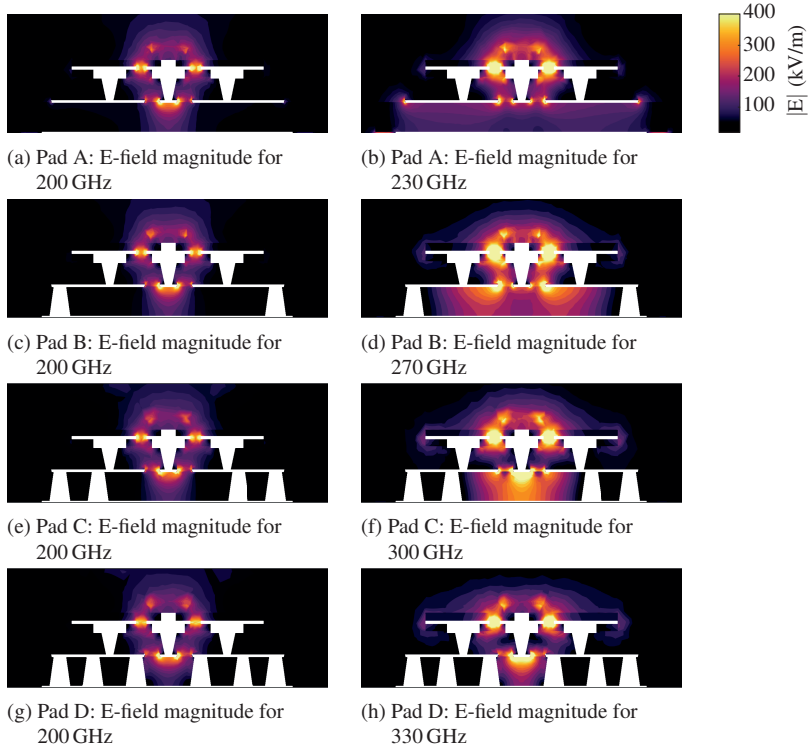 400
300
200
100
|E| (kV/m)
(a) Pad A: E-field magnitude for
200 GHz
(b) Pad A: E-field magnitude for
230 GHz
(c) Pad B: E-field magnitude for
200 GHz
(d) Pad B: E-field magnitude for
270 GHz
(e) Pad C: E-field magnitude for
200 GHz
(f) Pad C: E-field magnitude for
300 GHz
(g) Pad D: E-field magnitude for
200 GHz
(h) Pad D: E-field magnitude for
330 GHz